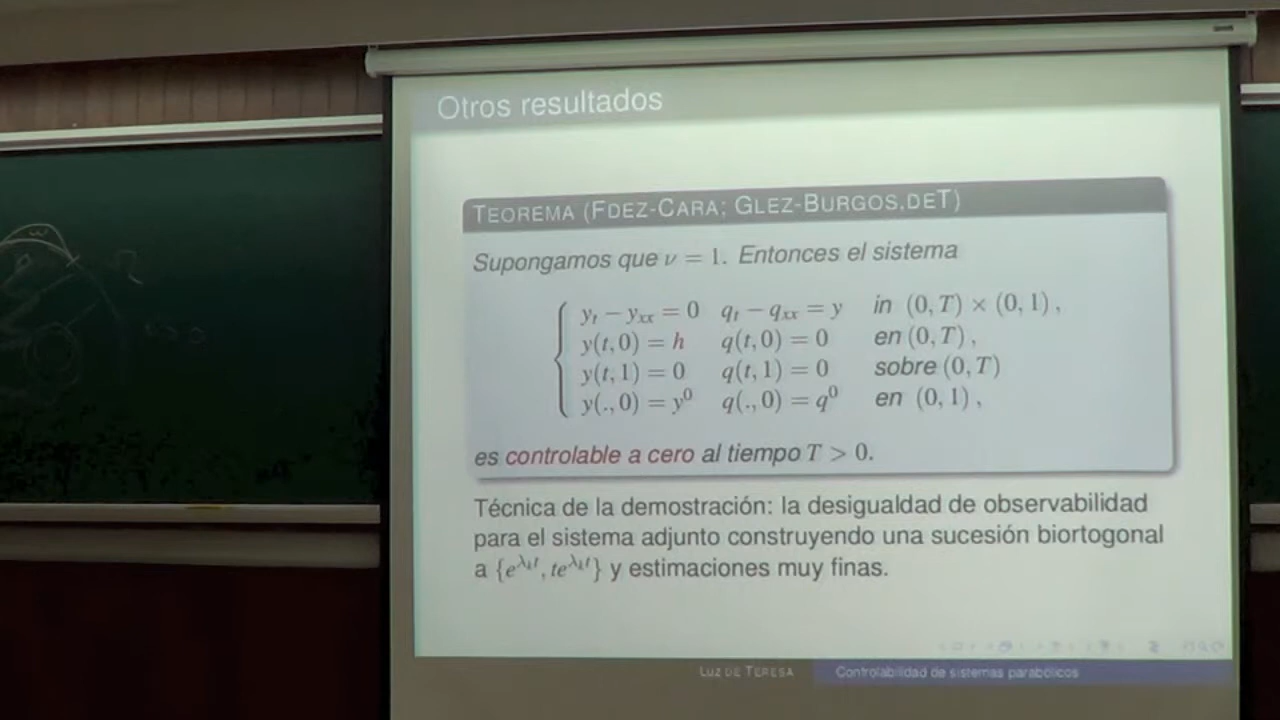 Otros resultados
TEOREMA (FDEZ-CARA; GLEZ-BURGOS,DET)
Supongamos que ν = 1. Entonces el sistema
y_t − y_xx = 0 q_t − q_xx = y in (0, T) × (0, 1),
y(t, 0) = h q(t, 0) = 0 en (0, T),
y(t, 1) = 0 q(t, 1) = 0 sobre (0, T)
y(., 0) = y⁰ q(., 0) = q⁰ en (0, 1),
es controlable a cero al tiempo T > 0.
Técnica de la demostración: la desigualdad de observabilidad
para el sistema adjunto construyendo una sucesión biortogonal
a {e^{λ_k t}, te^{λ_k t}} y estimaciones muy finas.
LUZ DE TERESA Controlabilidad de sistemas parabólicos